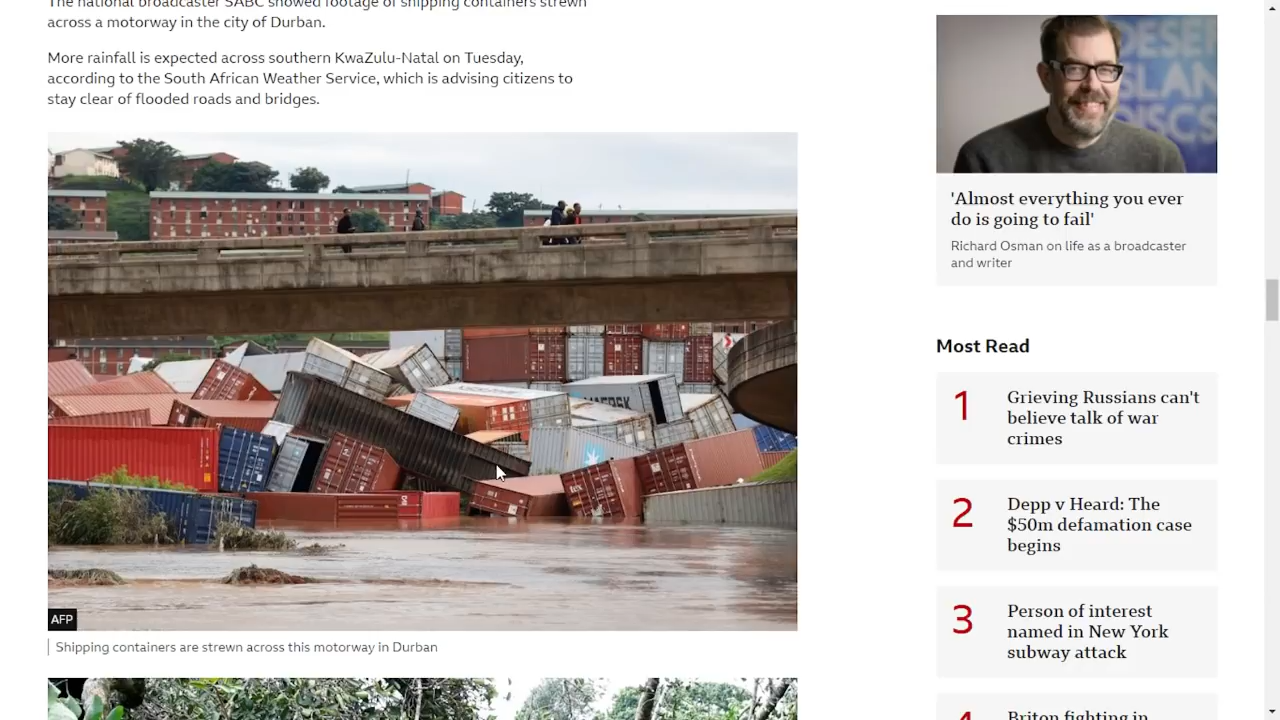 The national broadcaster SABC showed footage of shipping containers strewn
across a motorway in the city of Durban.
More rainfall is expected across southern KwaZulu-Natal on Tuesday,
according to the South African Weather Service, which is advising citizens to
stay clear of flooded roads and bridges.
AFP
Shipping containers are strewn across this motorway in Durban
DESE
SLAN
DISCS
'Almost everything you ever
do is going to fail'
Richard Osman on life as a broadcaster
and writer
Most Read
1
Grieving Russians can't
believe talk of war
crimes
2
Depp v Heard: The
$50m defamation case
begins
3
Person of interest
named in New York
subway attack
4
Briton fighting in